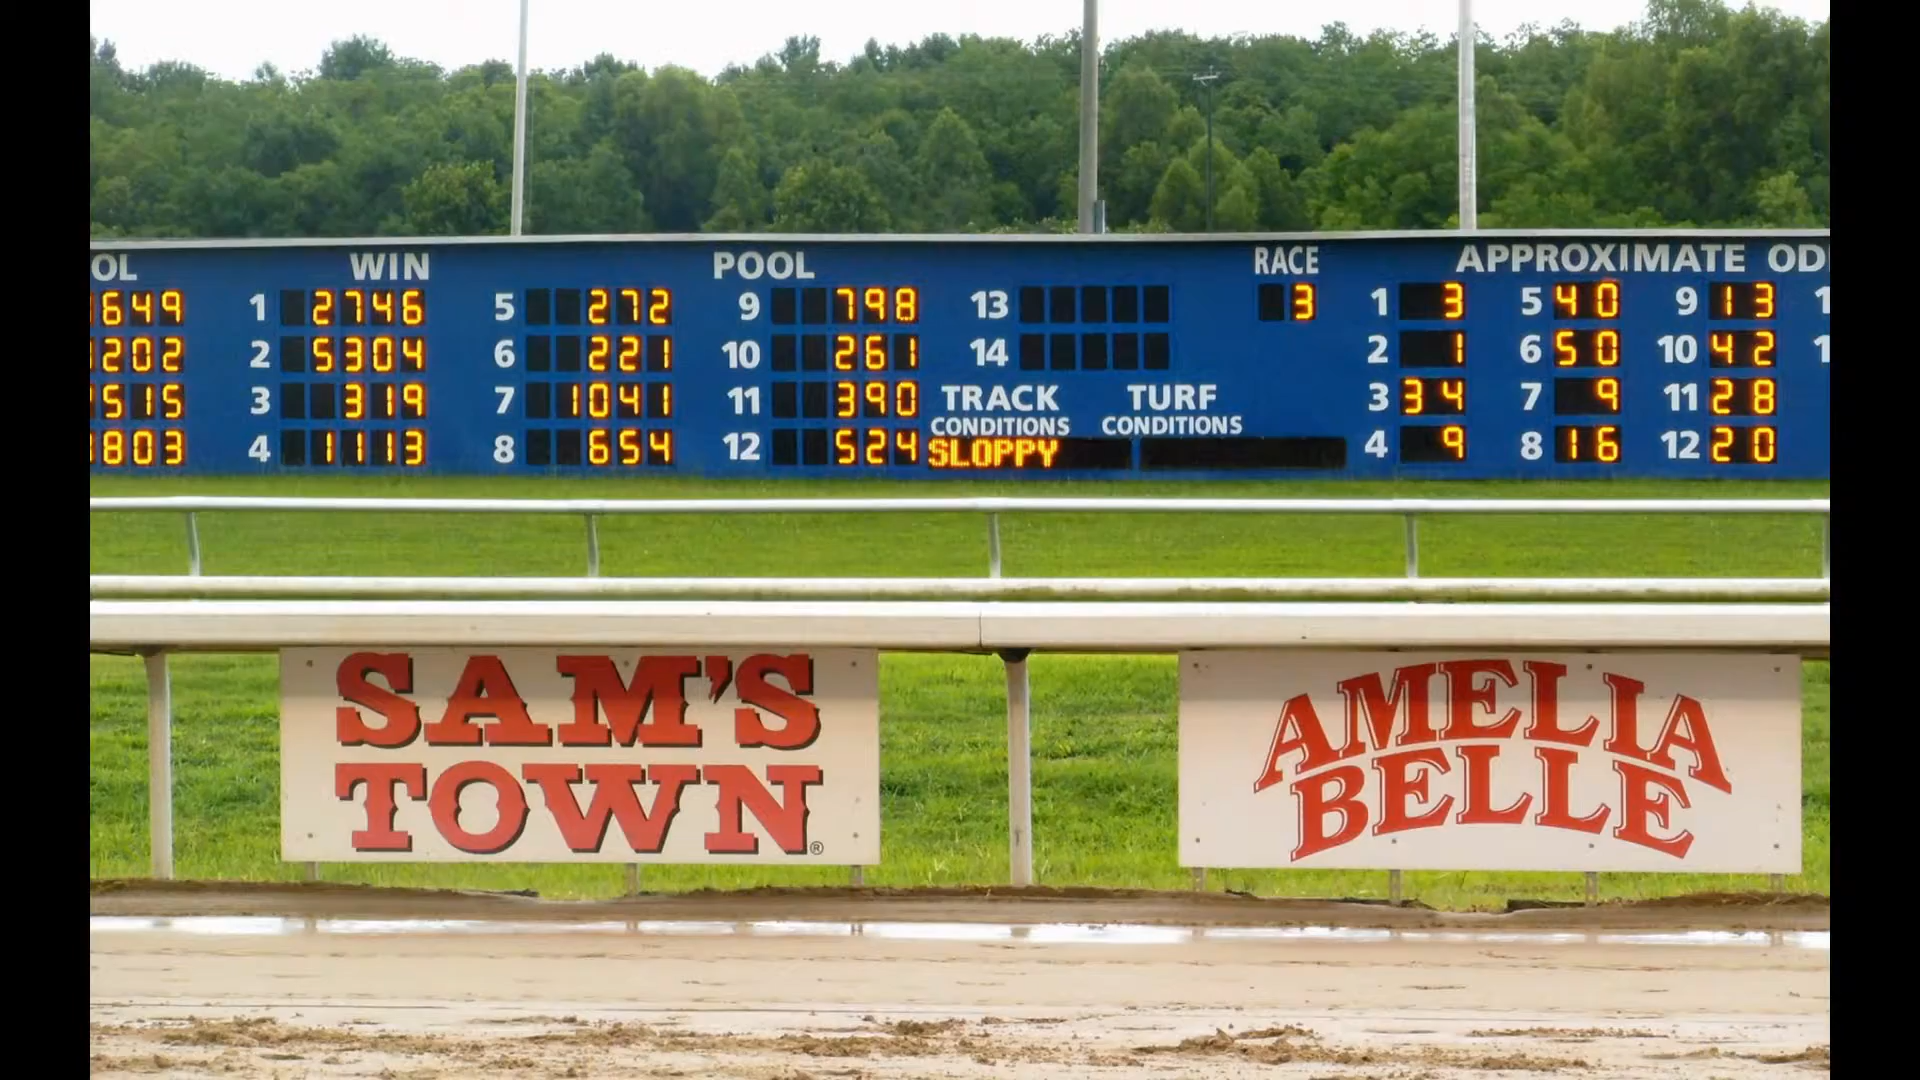 OL WIN POOL RACE APPROXIMATE OD
649 1 2746 5 272 9 798 13 3 1 3 5 40 9 13 1
202 2 5304 6 221 10 261 14 2 1 6 50 10 42 1
515 3 319 7 1041 11 390 TRACK CONDITIONS TURF CONDITIONS 3 34 7 9 11 28
803 4 1113 8 654 12 524 SLOPPY 4 9 8 16 12 20
SAM'S
TOWN®
AMELIA
BELLE